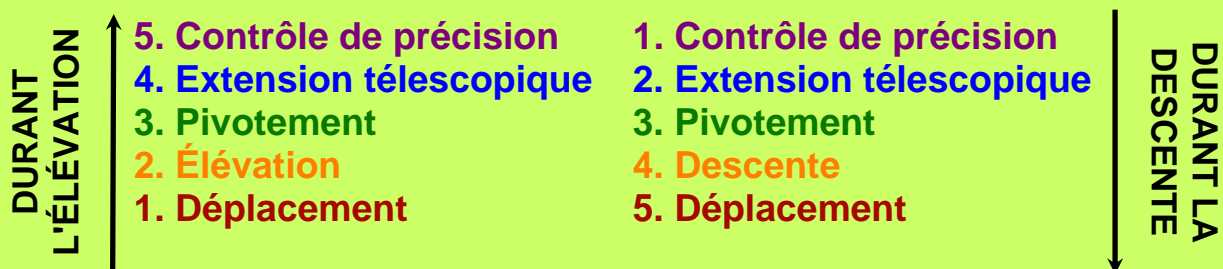 DURANT
L'ÉLÉVATION
5. Contrôle de précision
4. Extension télescopique
3. Pivotement
2. Élévation
1. Déplacement
1. Contrôle de précision
2. Extension télescopique
3. Pivotement
4. Descente
5. Déplacement
DURANT LA
DESCENTE